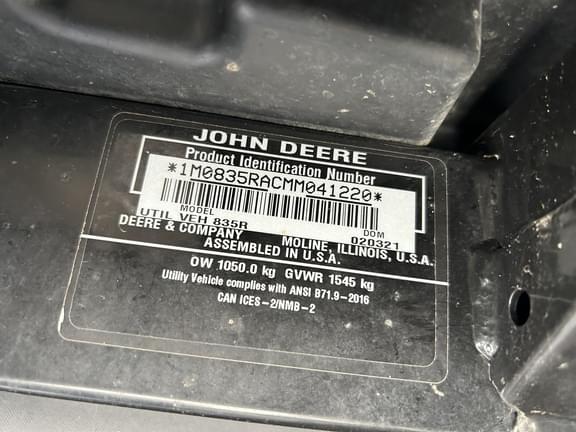 JOHN DEERE
Product Identification Number
*1M0835RACMM041220*
MODEL
DOM
UTIL VEH 835R
020321
DEERE & COMPANY
MOLINE, ILLINOIS, U.S.A.
ASSEMBLED IN U.S.A.
OW 1050.0 kg GVWR 1545 kg
Utility Vehicle complies with ANSI B71.9-2016
CAN ICES-2/NMB-2